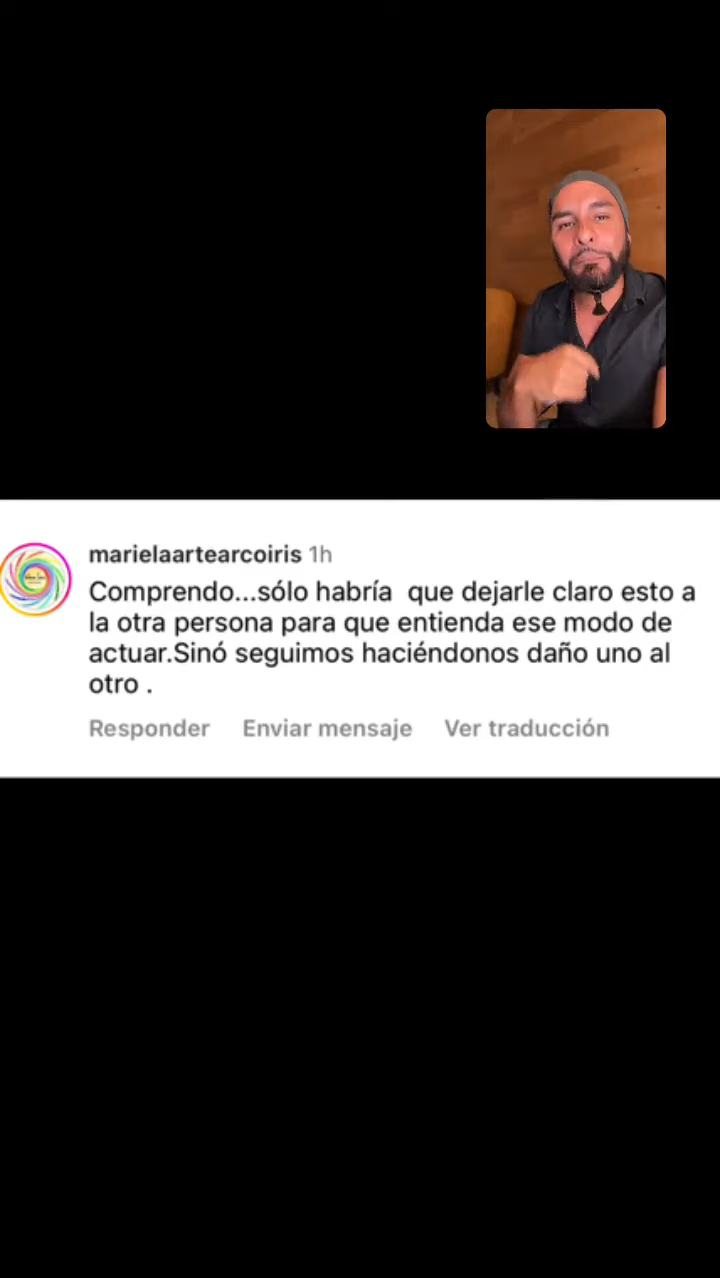 marielaartearcoiris 1h
Comprendo...sólo habría  que dejarle claro esto a
la otra persona para que entienda ese modo de
actuar.Sinó seguimos haciéndonos daño uno al
otro .
Responder Enviar mensaje Ver traducción